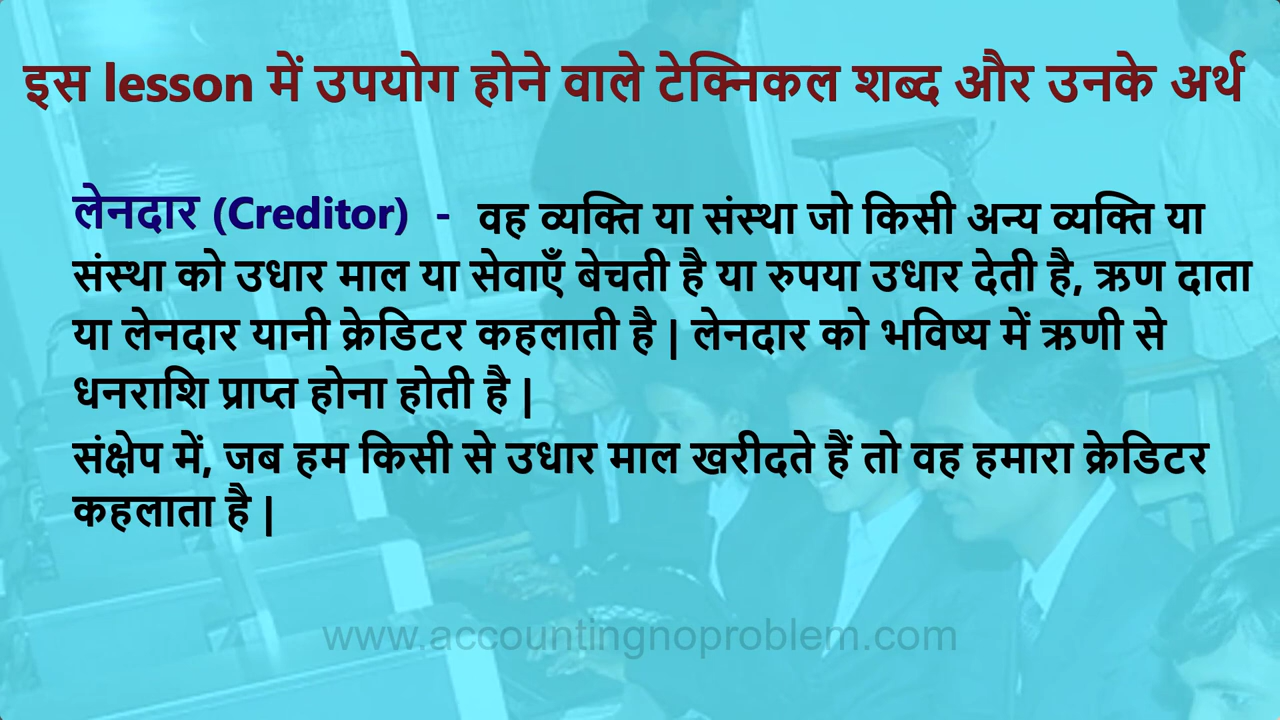 इस lesson में उपयोग होने वाले टेक्निकल शब्द और उनके अर्थ
लेनदार (Creditor) - वह व्यक्ति या संस्था जो किसी अन्य व्यक्ति या
संस्था को उधार माल या सेवाएँ बेचती है या रुपया उधार देती है, ऋण दाता
या लेनदार यानी क्रेडिटर कहलाती है | लेनदार को भविष्य में ऋणी से
धनराशि प्राप्त होना होती है |
संक्षेप में, जब हम किसी से उधार माल खरीदते हैं तो वह हमारा क्रेडिटर
कहलाता है |
www.accountingnoproblem.com